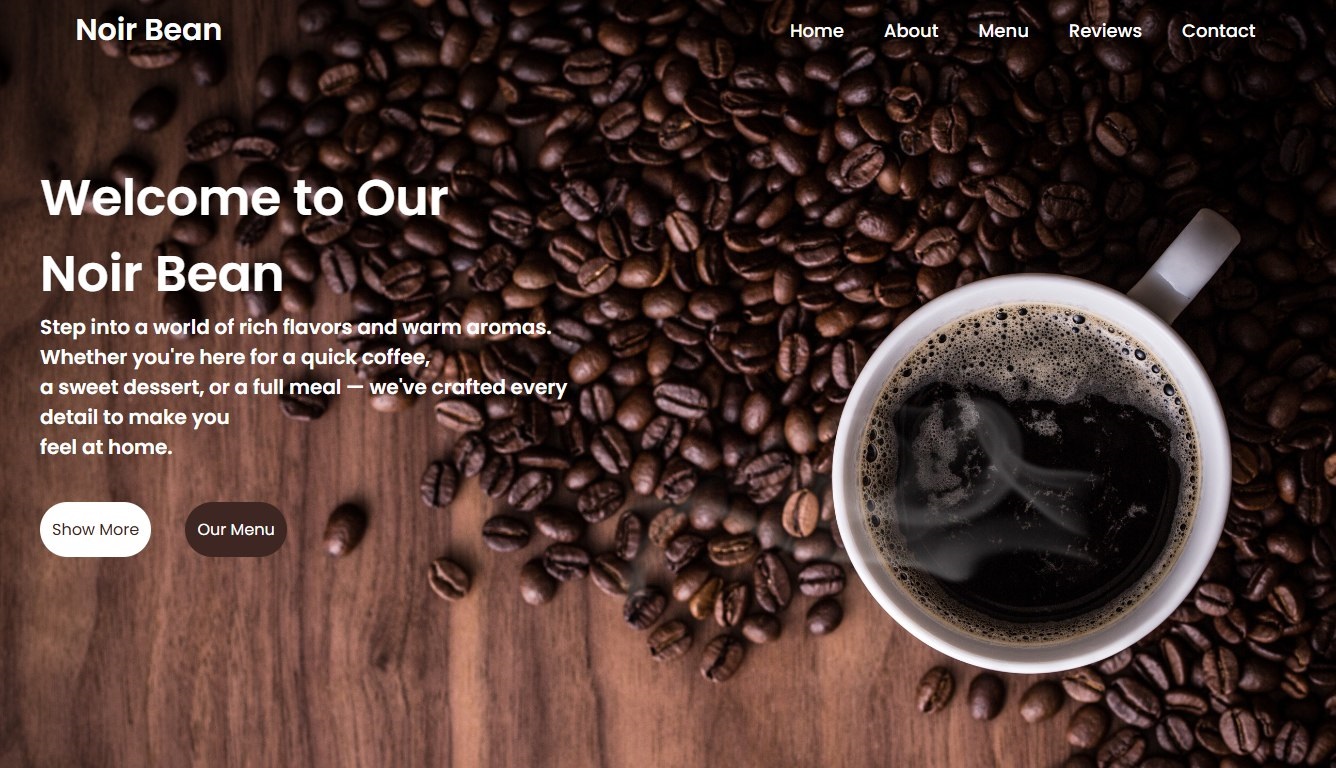 Noir Bean
Home About Menu Reviews Contact
Welcome to Our
Noir Bean
Step into a world of rich flavors and warm aromas.
Whether you're here for a quick coffee,
a sweet dessert, or a full meal — we've crafted every
detail to make you
feel at home.
Show More
Our Menu